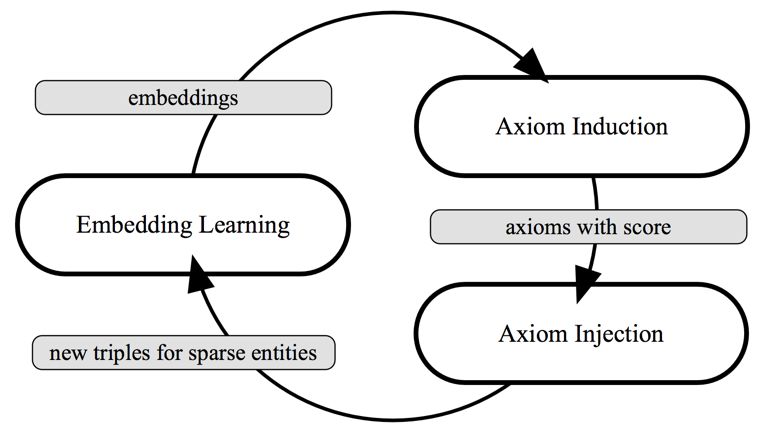 embeddings
Axiom Induction
Embedding Learning
axioms with score
Axiom Injection
new triples for sparse entities